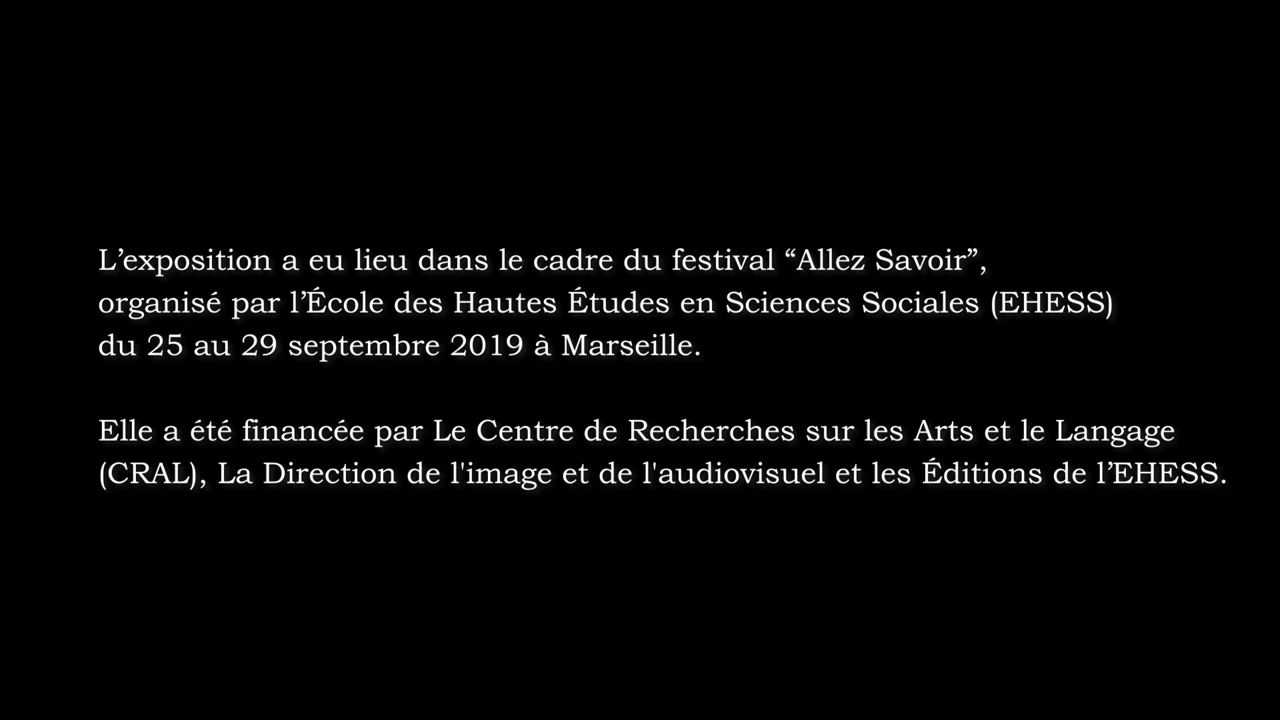 L’exposition a eu lieu dans le cadre du festival “Allez Savoir”,
organisé par l’École des Hautes Études en Sciences Sociales (EHESS)
du 25 au 29 septembre 2019 à Marseille.
Elle a été financée par Le Centre de Recherches sur les Arts et le Langage
(CRAL), La Direction de l'image et de l'audiovisuel et les Éditions de l’EHESS.